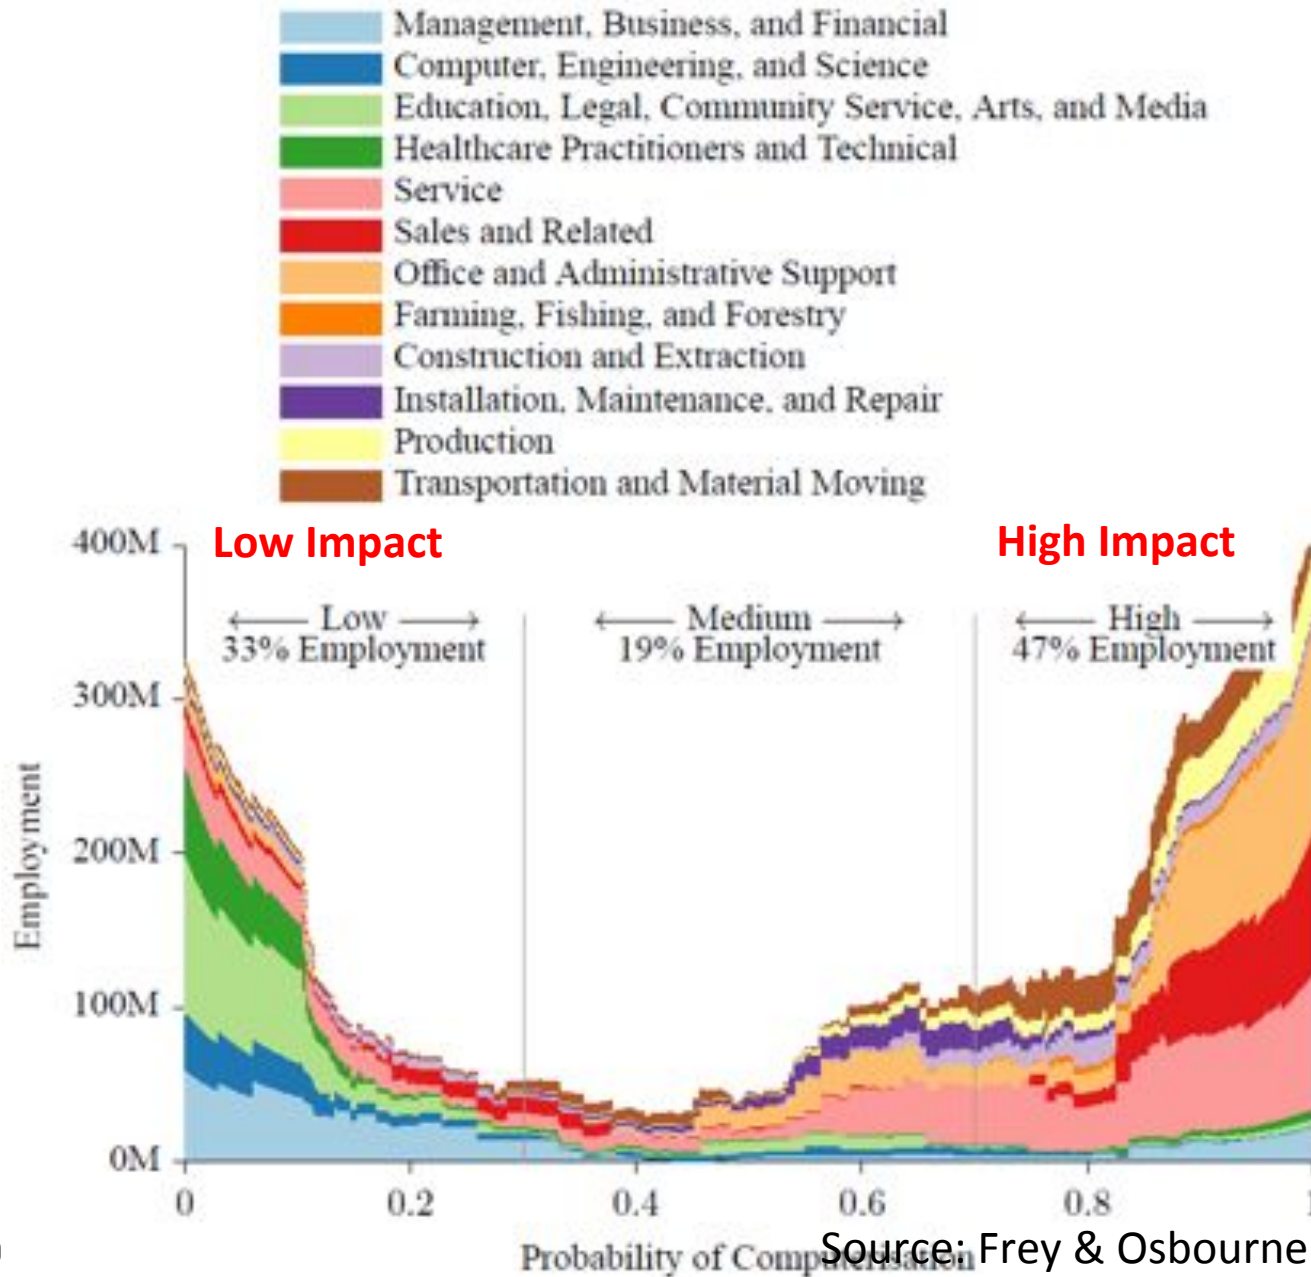 Management, Business, and Financial
Computer, Engineering, and Science
Education, Legal, Community Service, Arts, and Media
Healthcare Practitioners and Technical
Service
Sales and Related
Office and Administrative Support
Farming, Fishing, and Forestry
Construction and Extraction
Installation, Maintenance, and Repair
Production
Transportation and Material Moving
400M
Low Impact
High Impact
Low
Medium
High
33% Employment
19% Employment
47% Employment
300M
200M
100M
0M
Employment
0
0.2
0.4
0.6
0.8
Probability of Computerisation
Source: Frey & Osbourne